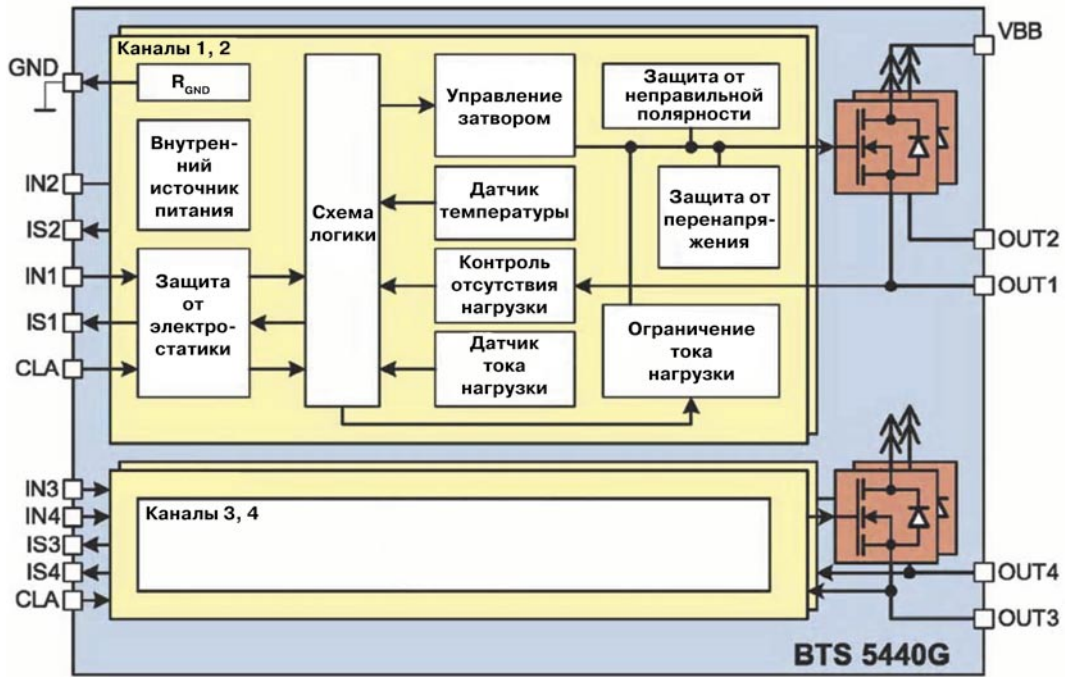 Каналы 1, 2
VBB
GND
R_GND
Внутрен-
ний
источник
питания
Схема
логики
Управление
затвором
Защита от
неправильной
полярности
Датчик
температуры
Защита от
перенапря-
жения
IN2
IS2
IN1
IS1
CLA
Защита
от
электро-
статики
Контроль
отсутствия
нагрузки
Датчик
тока
нагрузки
Ограничение
тока
нагрузки
OUT2
OUT1
IN3
IN4
IS3
IS4
CLA
Каналы 3, 4
OUT4
OUT3
BTS 5440G